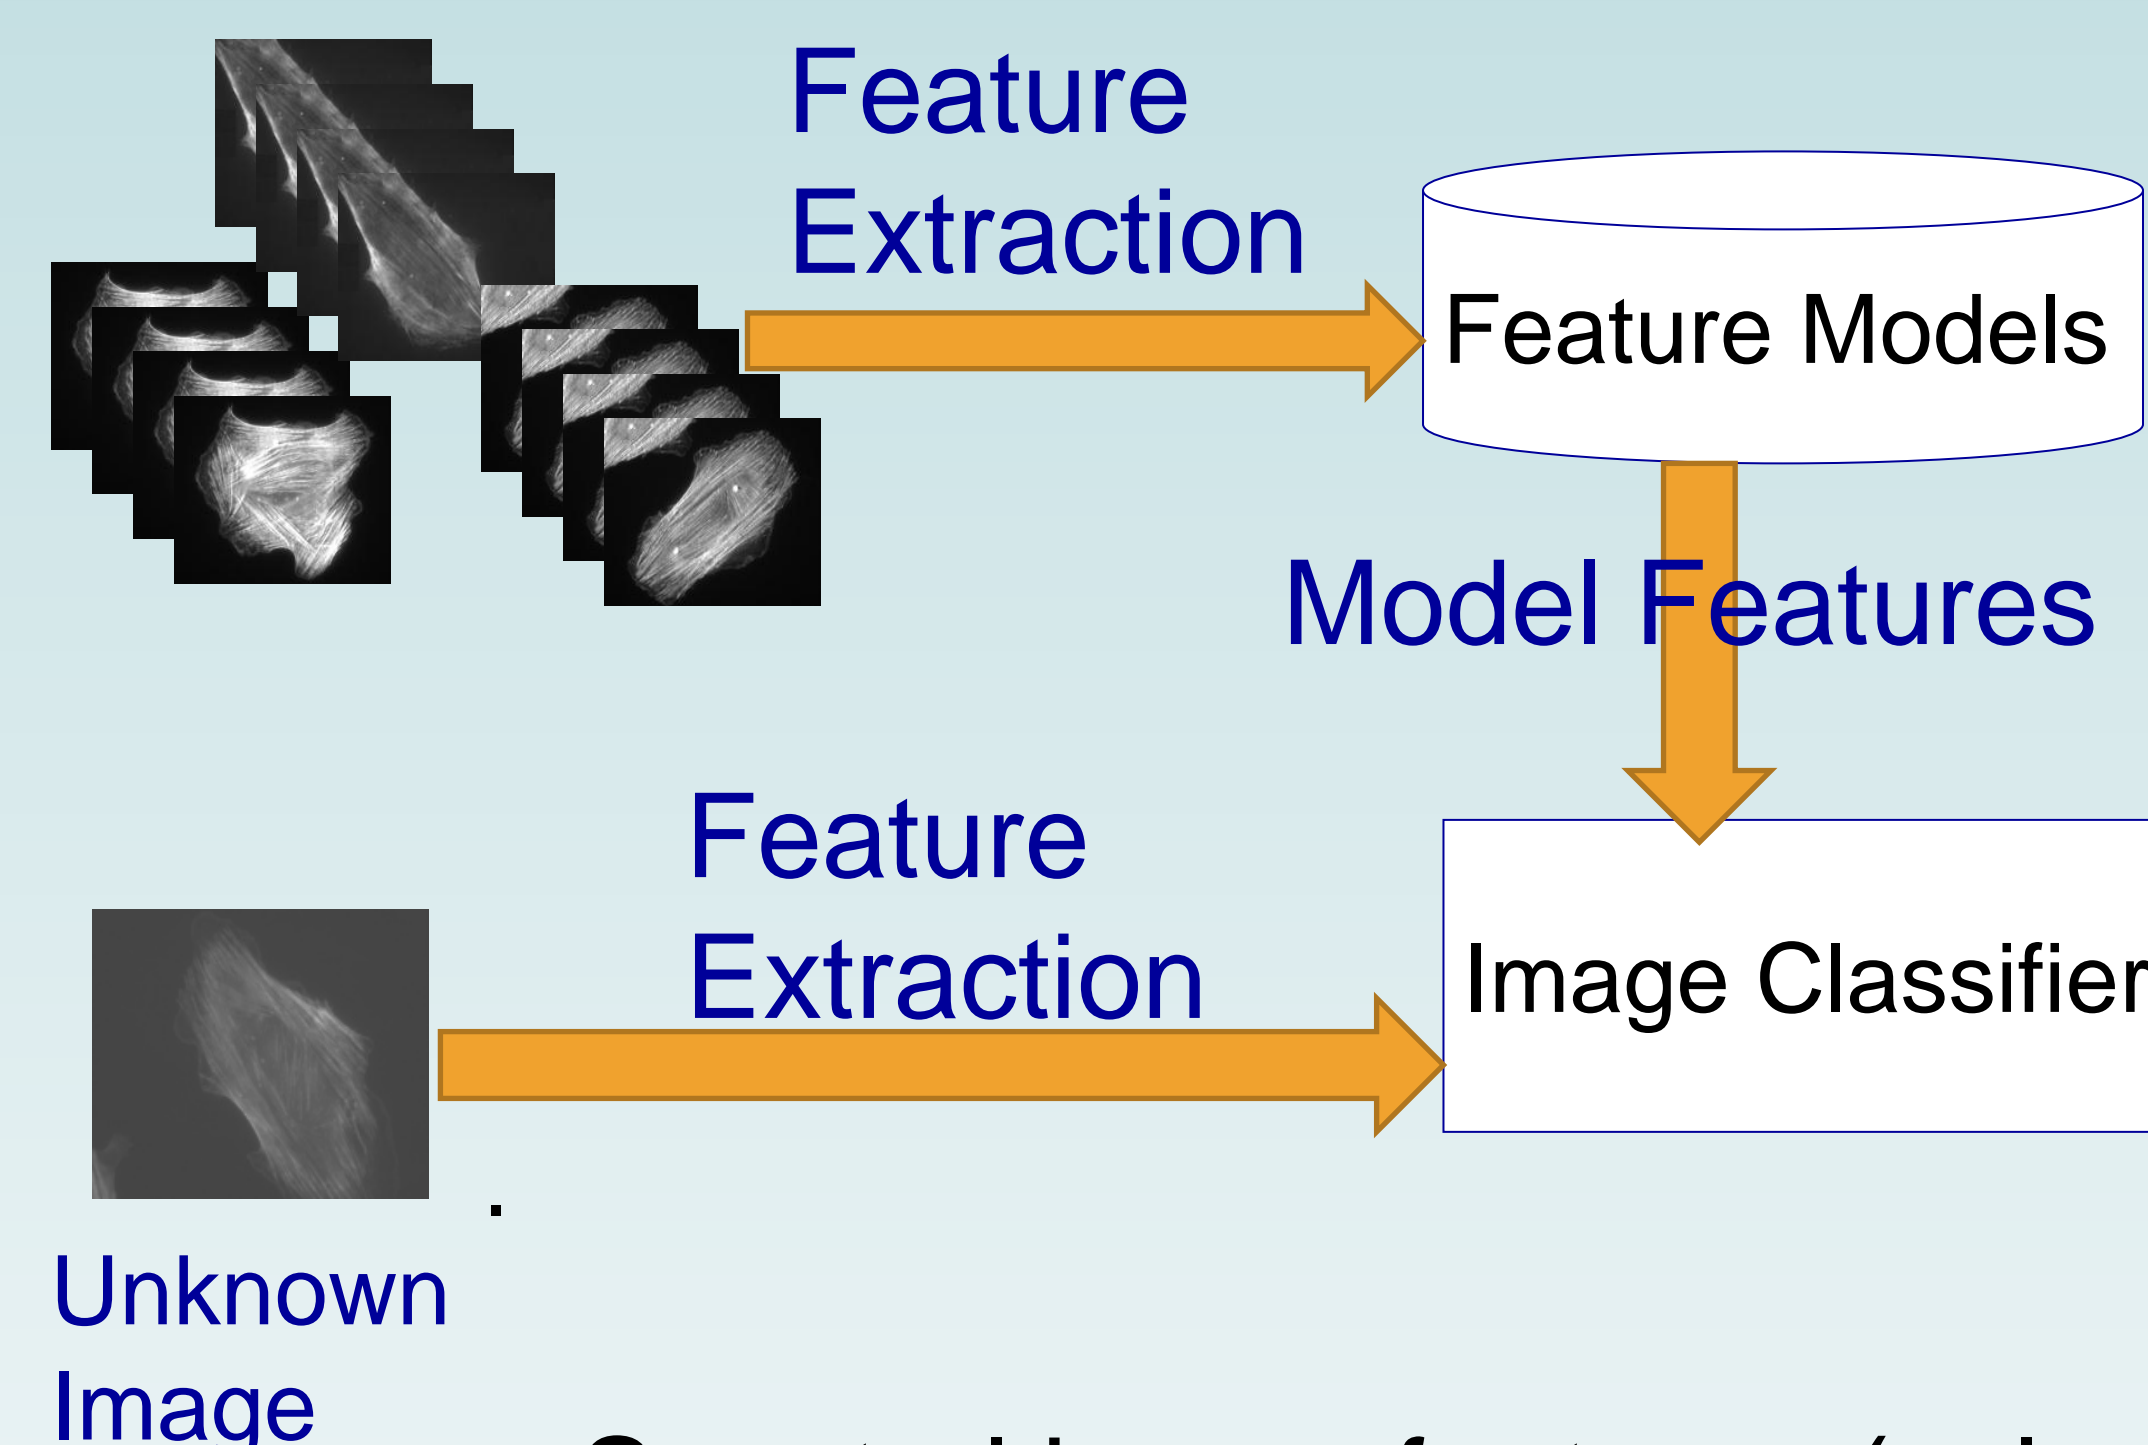 Feature
Extraction
Feature Models
Model Features
Feature
Extraction
Image Classifier
.
Unknown
Image